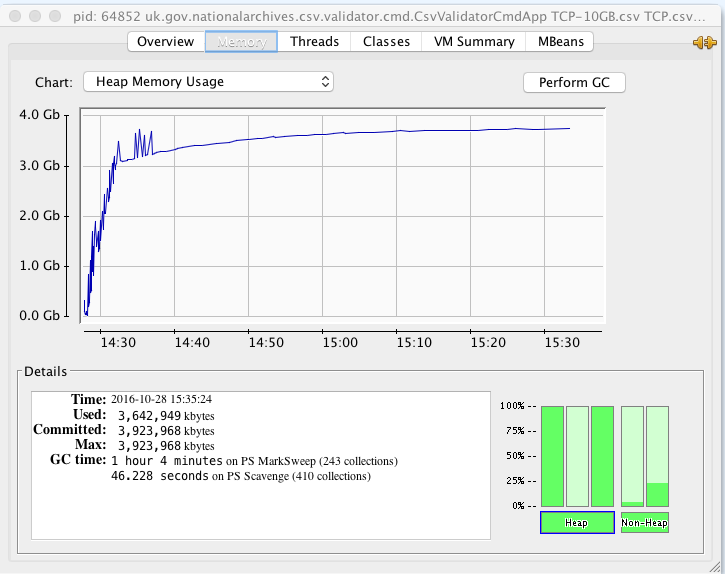 pid: 64852 uk.gov.nationalarchives.csv.validator.cmd.CsvValidatorCmdApp TCP-10GB.csv TCP.csv...
Overview Memory Threads Classes VM Summary MBeans
Chart: Heap Memory Usage Perform GC
4.0 Gb
3.0 Gb
2.0 Gb
1.0 Gb
0.0 Gb
14:30 14:40 14:50 15:00 15:10 15:20 15:30
Details
Time: 2016-10-28 15:35:24
Used: 3,642,949 kbytes
Committed: 3,923,968 kbytes
Max: 3,923,968 kbytes
GC time: 1 hour 4 minutes on PS MarkSweep (243 collections)
46.228 seconds on PS Scavenge (410 collections)
100% --
75% --
50% --
25% --
0% --
Heap Non-Heap